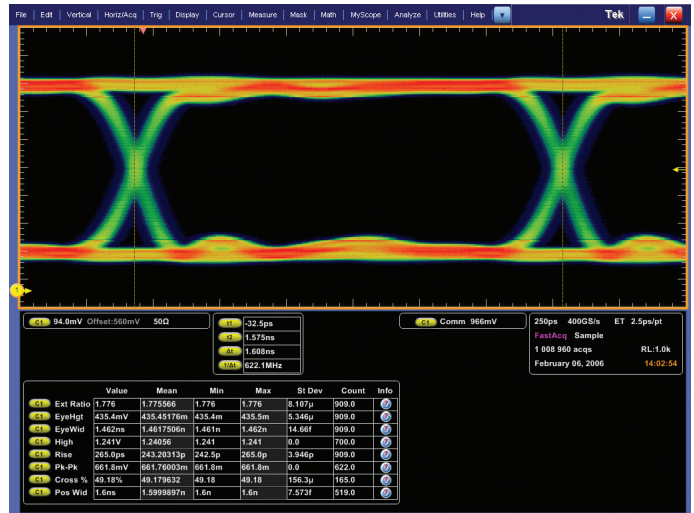 File Edit Vertical Horiz/Acq Trig Display Cursor Measure Mask Math MyScope Analyze Utilities Help Tek X
1
C1 94.0mV Offset:560mV 50Ω
t1 -32.5ps
t2 1.575ns
Δt 1.608ns
1/Δt 622.1MHz
C1 Comm 966mV
250ps 400GS/s ET 2.5ps/pt
FastAcq Sample
1 008 960 acqs RL:1.0k
February 06, 2006 14:02:54
Value Mean Min Max St Dev Count Info
C1 Ext Ratio 1.776 1.775566 1.776 1.776 8.107µ 909.0
C1 EyeHgt 435.4mV 435.45176m 435.4m 435.5m 5.346µ 909.0
C1 EyeWid 1.462ns 1.4617506n 1.461n 1.462n 14.66f 909.0
C1 High 1.241V 1.24056 1.241 1.241 0.0 700.0
C1 Rise 265.0ps 243.20313p 242.5p 265.0p 3.946p 909.0
C1 Pk-Pk 661.8mV 661.76003m 661.8m 661.8m 0.0 622.0
C1 Cross % 49.18% 49.179632 49.18 49.18 156.3µ 165.0
C1 Pos Wid 1.6ns 1.5999897n 1.6n 1.6n 7.573f 519.0